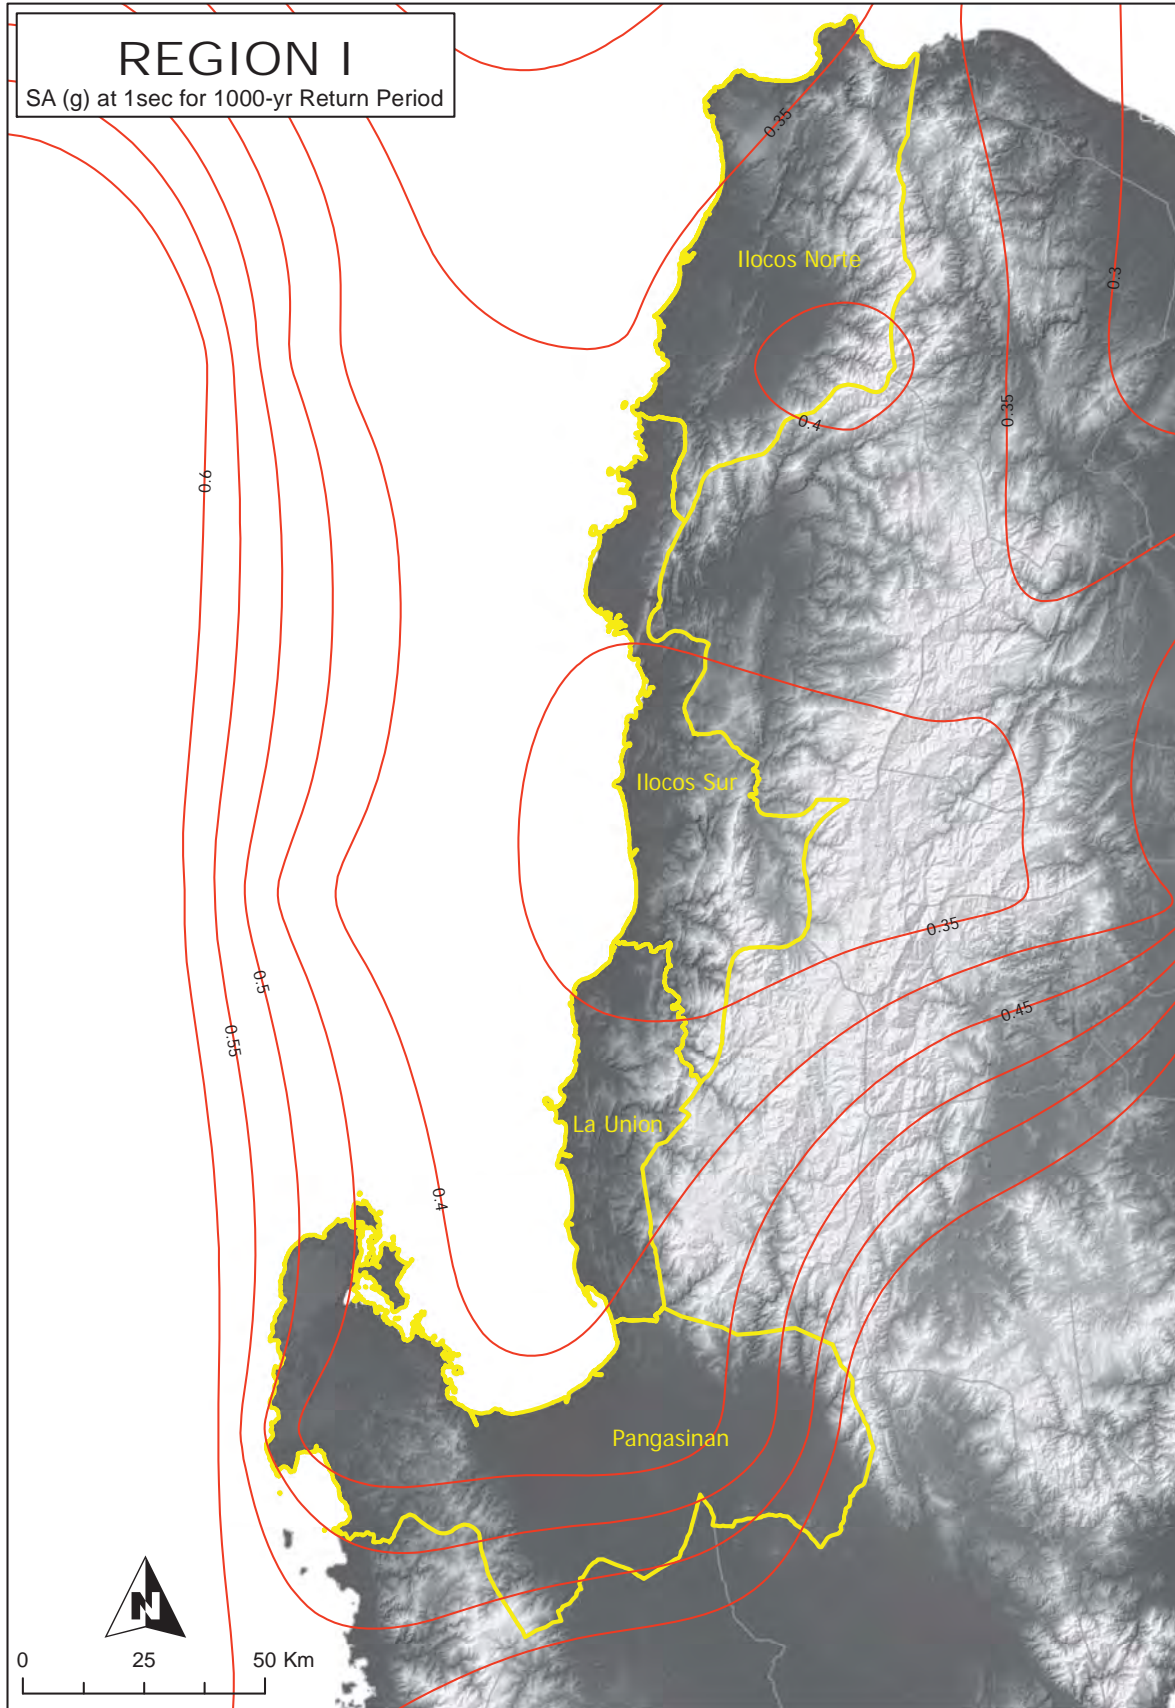 REGION I
SA (g) at 1sec for 1000-yr Return Period
0.35
Ilocos Norte
0.3
0.35
0.4
0.6
Ilocos Sur
0.35
0.5
0.45
0.55
La Union
0.4
Pangasinan
N
0 25 50 Km